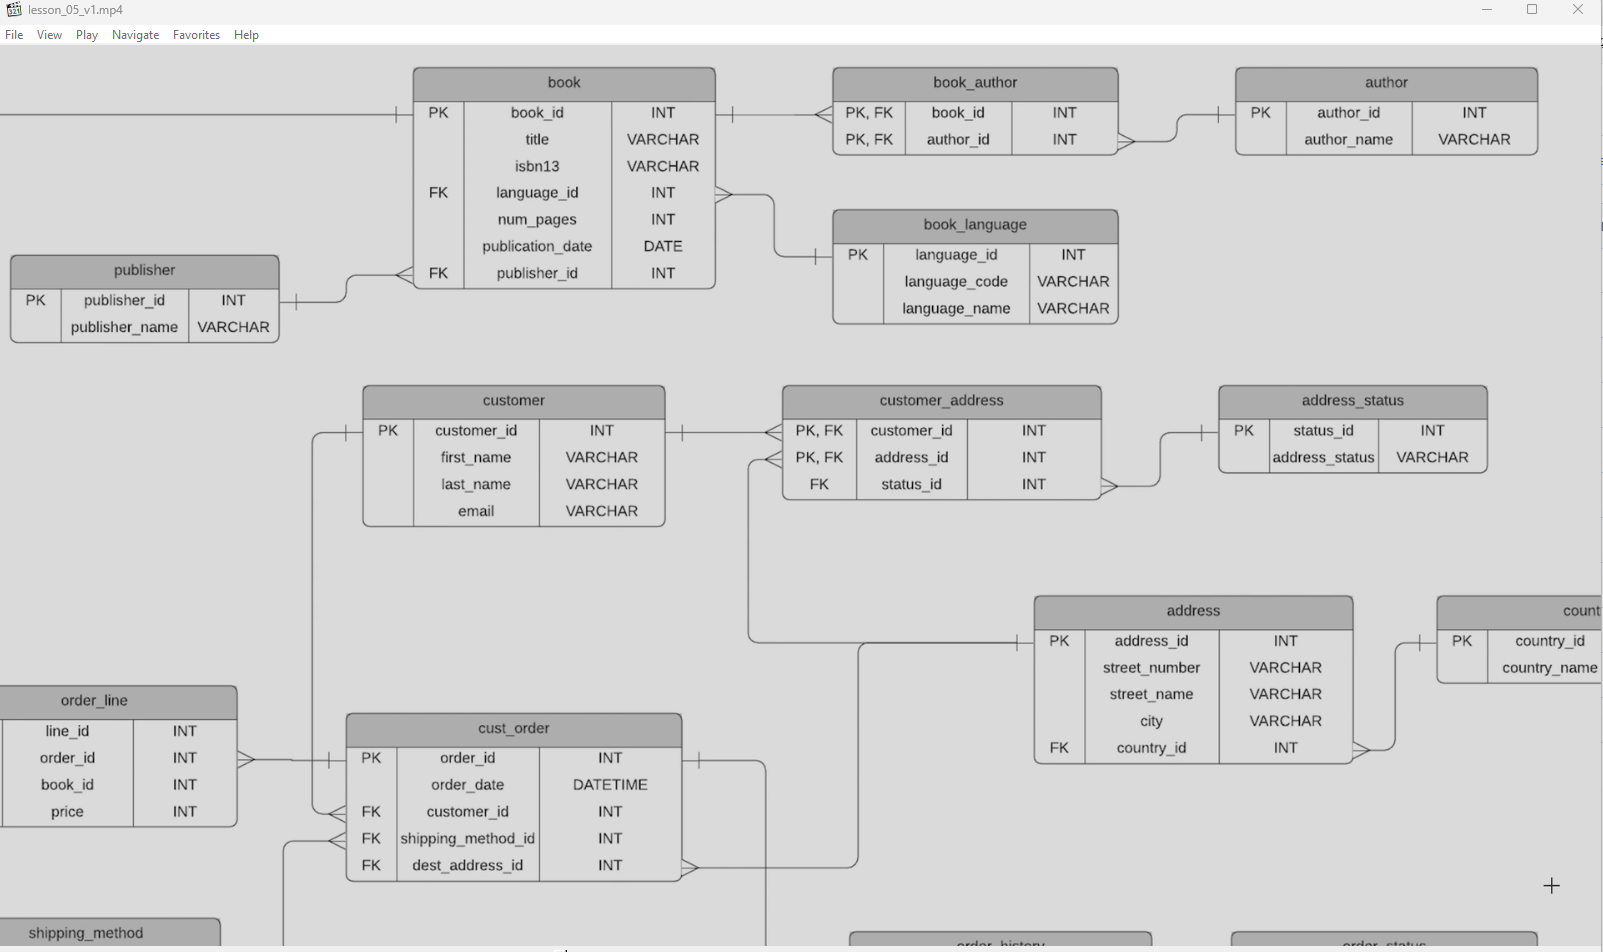 lesson_05_v1.mp4
File View Play Navigate Favorites Help
book
PK book_id INT
title VARCHAR
isbn13 VARCHAR
FK language_id INT
num_pages INT
publication_date DATE
FK publisher_id INT
book_author
PK, FK book_id INT
PK, FK author_id INT
author
PK author_id INT
author_name VARCHAR
book_language
PK language_id INT
language_code VARCHAR
language_name VARCHAR
publisher
PK publisher_id INT
publisher_name VARCHAR
customer
PK customer_id INT
first_name VARCHAR
last_name VARCHAR
email VARCHAR
customer_address
PK, FK customer_id INT
PK, FK address_id INT
FK status_id INT
address_status
PK status_id INT
address_status VARCHAR
address
PK address_id INT
street_number VARCHAR
street_name VARCHAR
city VARCHAR
FK country_id INT
count
PK country_id
country_name
order_line
line_id INT
order_id INT
book_id INT
price INT
cust_order
PK order_id INT
order_date DATETIME
FK customer_id INT
FK shipping_method_id INT
FK dest_address_id INT
shipping_method
order_history
order_status